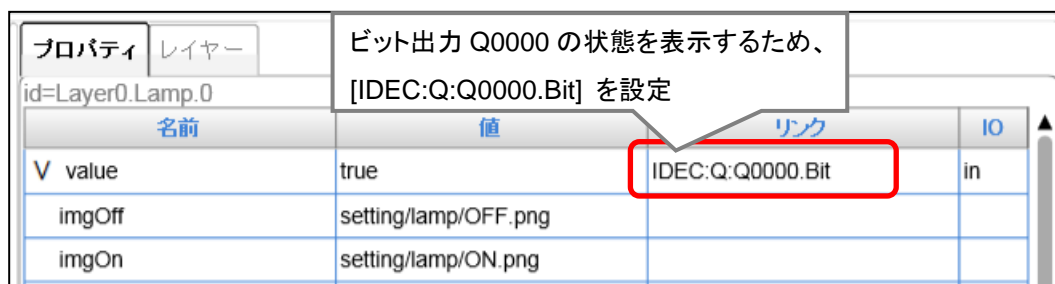 プロパティ レイヤー
ビット出力 Q0000 の状態を表示するため、
[IDEC:Q:Q0000.Bit] を設定
id=Layer0.Lamp.0
名前 値 リンク IO
V value true IDEC:Q:Q0000.Bit in
imgOff setting/lamp/OFF.png
imgOn setting/lamp/ON.png